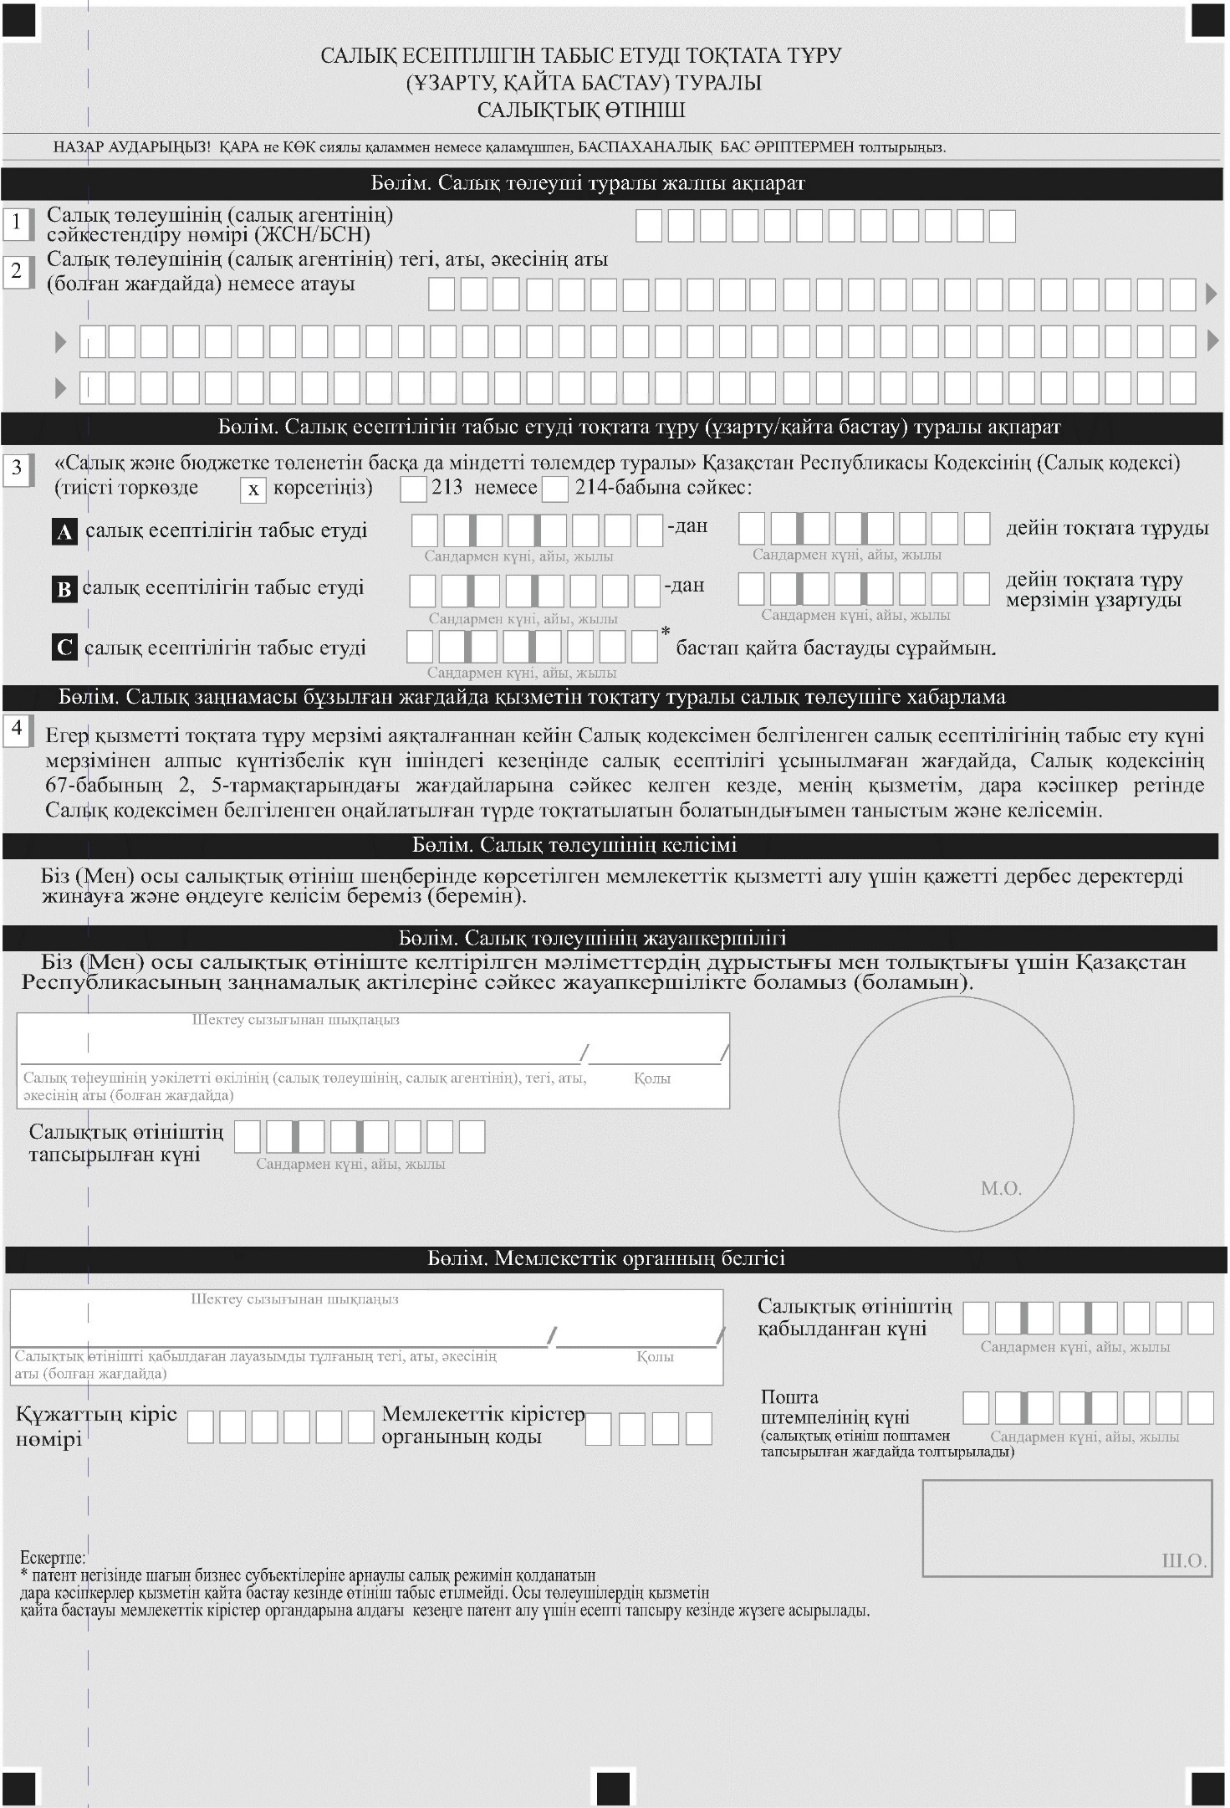 САЛЫҚ ЕСЕПТІЛІГІН ТАБЫС ЕТУДІ ТОҚТАТА ТҰРУ
(ҰЗАРТУ, ҚАЙТА БАСТАУ) ТУРАЛЫ
САЛЫҚТЫҚ ӨТІНІШ
НАЗАР АУДАРЫҢЫЗ! ҚАРА не КӨК сиялы қаламмен немесе қаламұшпен, БАСПАХАНАЛЫҚ БАС ӘРІПТЕРМЕН толтырыңыз.
Бөлім. Салық төлеуші туралы жалпы ақпарат
1 Салық төлеушінің (салық агентінің)
сәйкестендіру нөмірі (ЖСН/БСН)
2 Салық төлеушінің (салық агентінің) тегі, аты, әкесінің аты
(болған жағдайда) немесе атауы
Бөлім. Салық есептілігін табыс етуді тоқтата тұру (ұзарту/қайта бастау) туралы ақпарат
3 «Салық және бюджетке төленетін басқа да міндетті төлемдер туралы» Қазақстан Республикасы Кодексінің (Салық кодексі)
(тиісті торкөзде x көрсетіңіз) 213 немесе 214-бабына сәйкес:
A салық есептілігін табыс етуді -дан дейін тоқтата тұруды
Сандармен күні, айы, жылы Сандармен күні, айы, жылы
B салық есептілігін табыс етуді -дан дейін тоқтата тұру
мерзімін ұзартуды
Сандармен күні, айы, жылы Сандармен күні, айы, жылы
C салық есептілігін табыс етуді * бастап қайта бастауды сұраймын.
Сандармен күні, айы, жылы
Бөлім. Салық заңнамасы бұзылған жағдайда қызметін тоқтату туралы салық төлеушіге хабарлама
4 Егер қызметті тоқтата тұру мерзімі аяқталғаннан кейін Салық кодексімен белгіленген салық есептілігінің табыс ету күні
мерзімінен алпыс күнтізбелік күн ішіндегі кезеңінде салық есептілігі ұсынылмаған жағдайда, Салық кодексінің
67-бабының 2, 5-тармақтарындағы жағдайларына сәйкес келген кезде, менің қызметім, дара кәсіпкер ретінде
Салық кодексімен белгіленген оңайлатылған түрде тоқтатылатын болатындығымен таныстым және келісемін.
Бөлім. Салық төлеушінің келісімі
Біз (Мен) осы салықтық өтініш шеңберінде көрсетілген мемлекеттік қызметті алу үшін қажетті дербес деректерді
жинауға және өңдеуге келісім береміз (беремін).
Бөлім. Салық төлеушінің жауапкершілігі
Біз (Мен) осы салықтық өтініште келтірілген мәліметтердің дұрыстығы мен толықтығы үшін Қазақстан
Республикасының заңнамалық актілеріне сәйкес жауапкершілікте боламыз (боламын).
Шектеу сызығынан шықпаңыз
/ /
Салық төлеушінің уәкілетті өкілінің (салық төлеушінің, салық агентінің), тегі, аты, Қолы
әкесінің аты (болған жағдайда)
Салықтық өтініштің
тапсырылған күні
Сандармен күні, айы, жылы
М.О.
Бөлім. Мемлекеттік органның белгісі
Шектеу сызығынан шықпаңыз
/ /
Салықтық өтінішті қабылдаған лауазымды тұлғаның тегі, аты, әкесінің Қолы
аты (болған жағдайда)
Салықтық өтініштің
қабылданған күні
Сандармен күні, айы, жылы
Құжаттың кіріс
нөмірі
Мемлекеттік кірістер
органының коды
Пошта
штемпелінің күні
(салықтық өтініш поштамен
тапсырылған жағдайда толтырылады)
Сандармен күні, айы, жылы
Ш.О.
Ескертпе:
* патент негізінде шағын бизнес субъектілеріне арнаулы салық режимін қолданатын
дара кәсіпкерлер қызметін қайта бастау кезінде өтініш табыс етілмейді. Осы төлеушілердің қызметін
қайта бастауы мемлекеттік кірістер органдарына алдағы кезеңге патент алу үшін есепті тапсыру кезінде жүзеге асырылады.